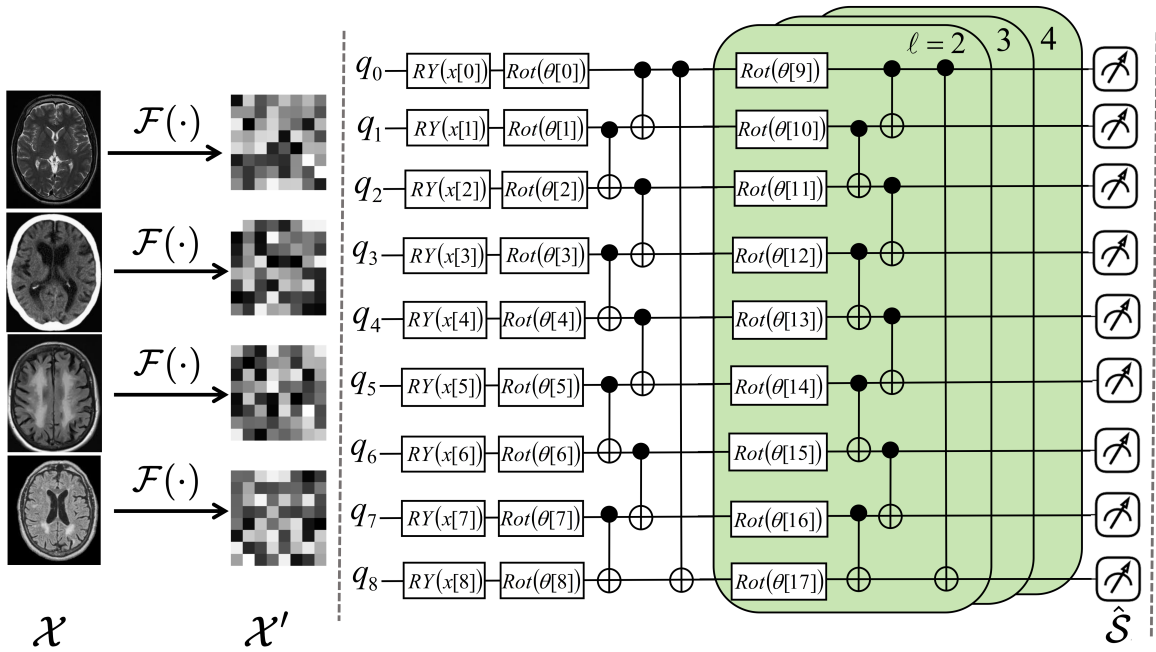 ℓ = 2 3 4
q₀ RY(x[0]) Rot(θ[0]) Rot(θ[9])
ℱ(·)
q₁ RY(x[1]) Rot(θ[1]) Rot(θ[10])
q₂ RY(x[2]) Rot(θ[2]) Rot(θ[11])
ℱ(·)
q₃ RY(x[3]) Rot(θ[3]) Rot(θ[12])
q₄ RY(x[4]) Rot(θ[4]) Rot(θ[13])
ℱ(·)
q₅ RY(x[5]) Rot(θ[5]) Rot(θ[14])
q₆ RY(x[6]) Rot(θ[6]) Rot(θ[15])
ℱ(·)
q₇ RY(x[7]) Rot(θ[7]) Rot(θ[16])
q₈ RY(x[8]) Rot(θ[8]) Rot(θ[17])
𝒳 𝒳′ 𝒮̂